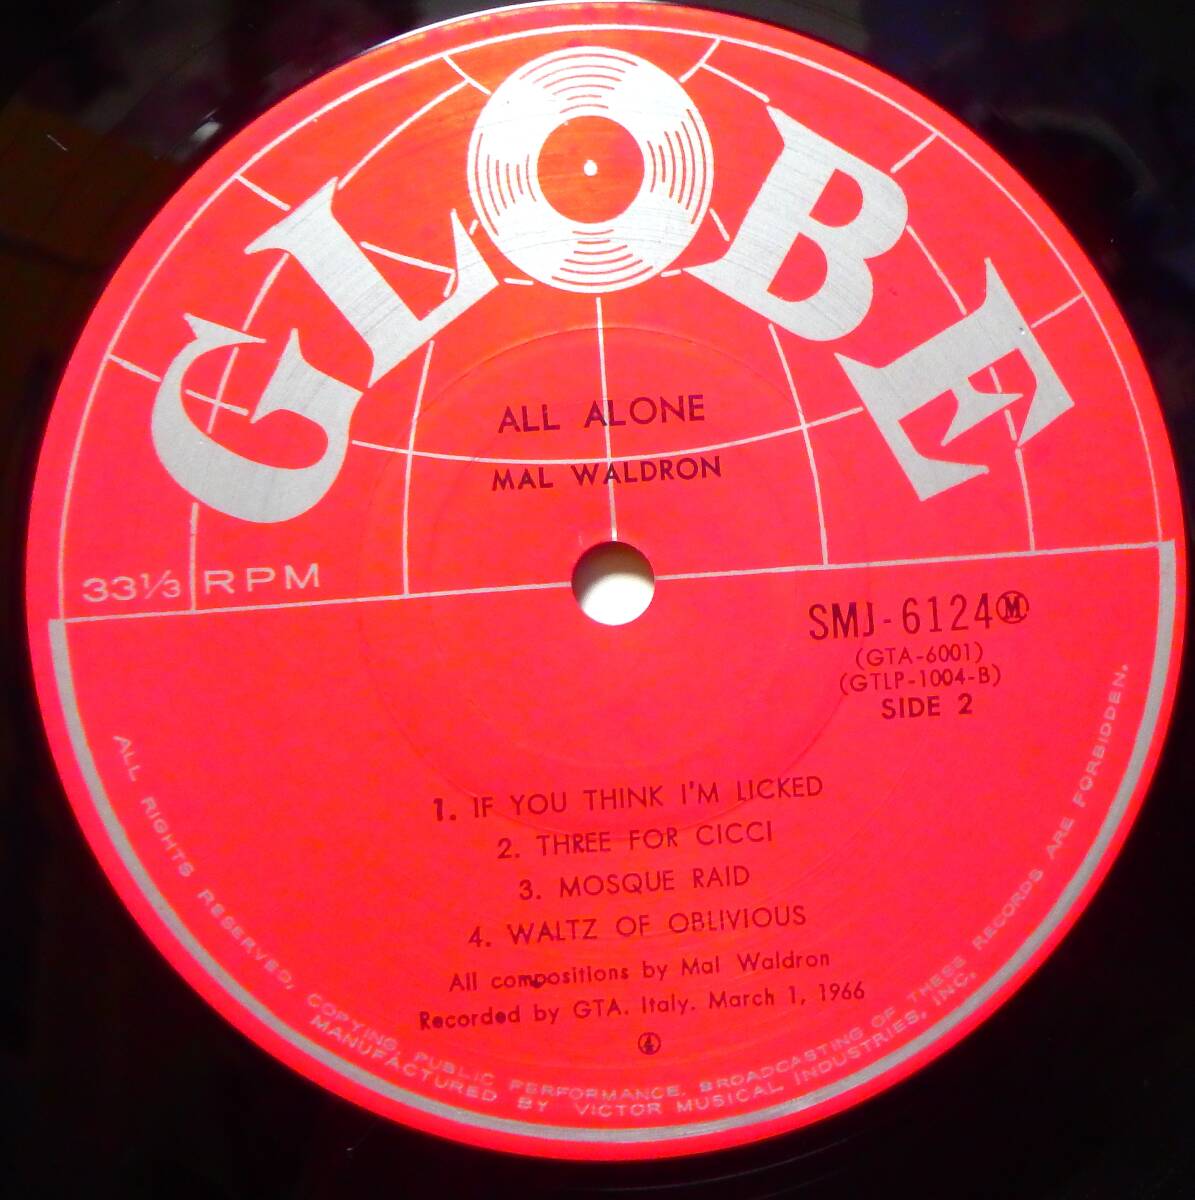 GLOBE
ALL ALONE
MAL WALDRON
33⅓ RPM
SMJ-6124Ⓜ
(GTA-6001)
(GTLP-1004-B)
SIDE 2
1. IF YOU THINK I'M LICKED
2. THREE FOR CICCI
3. MOSQUE RAID
4. WALTZ OF OBLIVIOUS
All compositions by Mal Waldron
Recorded by GTA. Italy. March 1, 1966
④
ALL RIGHTS RESERVED, COPYING, PUBLIC PERFORMANCE, BROADCASTING OF THESE RECORDS ARE FORBIDDEN.
MANUFACTURED BY VICTOR MUSICAL INDUSTRIES, INC.